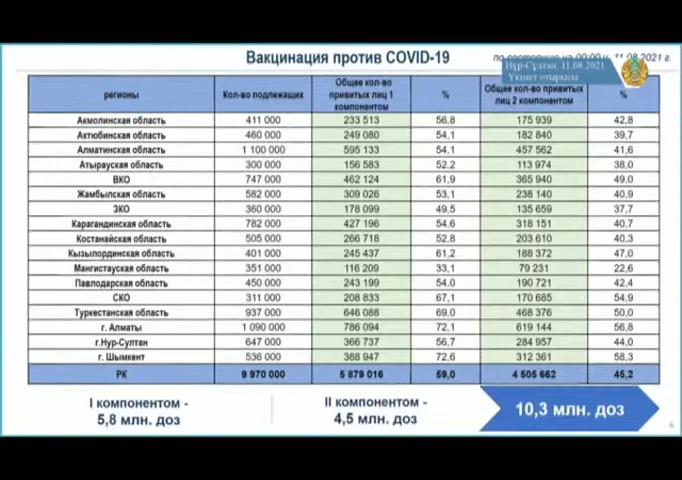 Вакцинация против COVID-19
по состоянию на 00:00 ч. 11.08.2021 г.
Нұр-Сұлтан, 11.08.2021
Үкімет отырысы
регионы Кол-во подлежащих Общее кол-во привитых лиц 1 компонентом % Общее кол-во привитых лиц 2 компонентом %
Акмолинская область 411 000 233 513 56,8 175 939 42,8
Актюбинская область 460 000 249 080 54,1 182 840 39,7
Алматинская область 1 100 000 595 133 54,1 457 562 41,6
Атырауская область 300 000 156 583 52,2 113 974 38,0
ВКО 747 000 462 124 61,9 365 940 49,0
Жамбылская область 582 000 309 026 53,1 238 140 40,9
ЗКО 360 000 178 099 49,5 135 659 37,7
Карагандинская область 782 000 427 196 54,6 318 151 40,7
Костанайская область 505 000 266 718 52,8 203 610 40,3
Кызылординская область 401 000 245 437 61,2 188 372 47,0
Мангистауская область 351 000 116 209 33,1 79 231 22,6
Павлодарская область 450 000 243 199 54,0 190 721 42,4
СКО 311 000 208 833 67,1 170 685 54,9
Туркестанская область 937 000 646 088 69,0 468 376 50,0
г. Алматы 1 090 000 786 094 72,1 619 144 56,8
г.Нур-Султан 647 000 366 737 56,7 284 957 44,0
г. Шымкент 536 000 388 947 72,6 312 361 58,3
РК 9 970 000 5 879 016 59,0 4 505 662 45,2
I компонентом -
5,8 млн. доз
II компонентом -
4,5 млн. доз
10,3 млн. доз
6